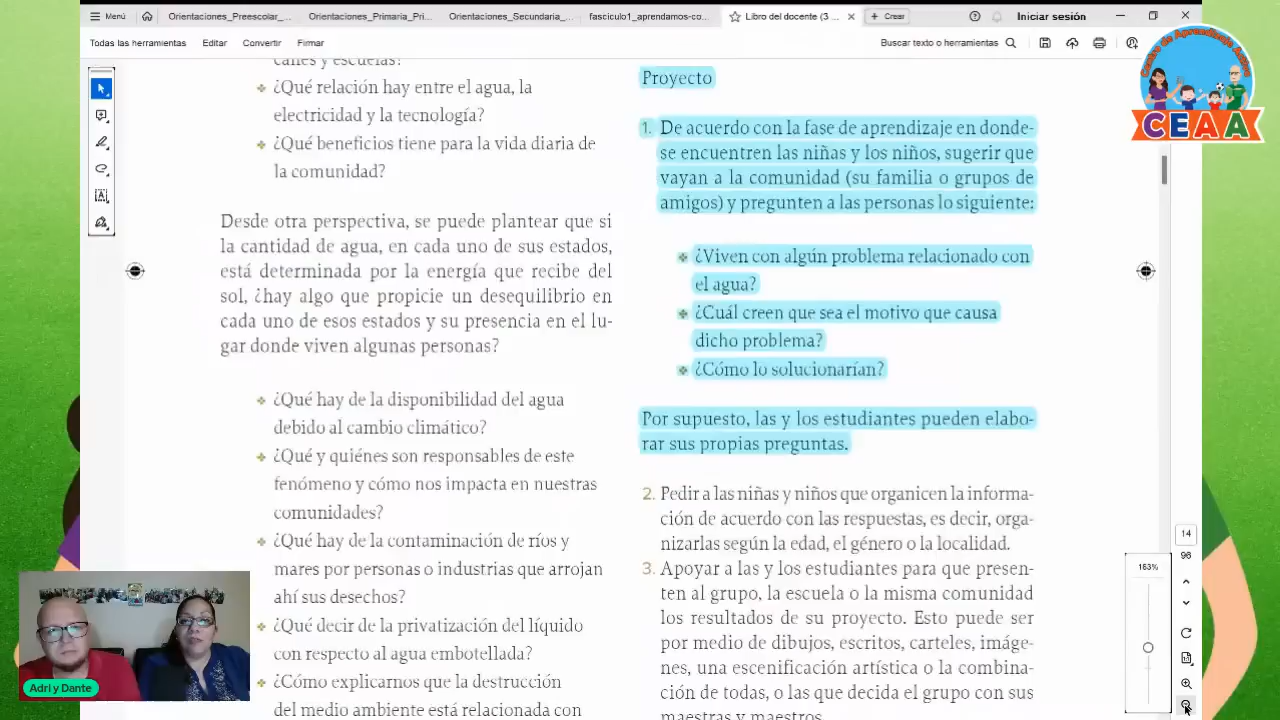 Menú
Orientaciones_Preescolar_...
Orientaciones_Primaria_Pri...
Orientaciones_Secundaria_...
fasciculo1_aprendamos-co...
Libro del docente (3 ...
Crear
Iniciar sesión
Todas las herramientas
Editar
Convertir
Firmar
Buscar texto o herramientas
Centro de Aprendizaje Activo
CEAA
calles y escuelas?
¿Qué relación hay entre el agua, la
electricidad y la tecnología?
¿Qué beneficios tiene para la vida diaria de
la comunidad?
Desde otra perspectiva, se puede plantear que si
la cantidad de agua, en cada uno de sus estados,
está determinada por la energía que recibe del
sol, ¿hay algo que propicie un desequilibrio en
cada uno de esos estados y su presencia en el lu-
gar donde viven algunas personas?
¿Qué hay de la disponibilidad del agua
debido al cambio climático?
¿Qué y quiénes son responsables de este
fenómeno y cómo nos impacta en nuestras
comunidades?
¿Qué hay de la contaminación de ríos y
mares por personas o industrias que arrojan
ahí sus desechos?
¿Qué decir de la privatización del líquido
con respecto al agua embotellada?
¿Cómo explicarnos que la destrucción
del medio ambiente está relacionada con
Proyecto
1. De acuerdo con la fase de aprendizaje en donde-
se encuentren las niñas y los niños, sugerir que
vayan a la comunidad (su familia o grupos de
amigos) y pregunten a las personas lo siguiente:
¿Viven con algún problema relacionado con
el agua?
¿Cuál creen que sea el motivo que causa
dicho problema?
¿Cómo lo solucionarían?
Por supuesto, las y los estudiantes pueden elabo-
rar sus propias preguntas.
2. Pedir a las niñas y niños que organicen la informa-
ción de acuerdo con las respuestas, es decir, orga-
nizarlas según la edad, el género o la localidad.
3. Apoyar a las y los estudiantes para que presen-
ten al grupo, la escuela o la misma comunidad
los resultados de su proyecto. Esto puede ser
por medio de dibujos, escritos, carteles, imáge-
nes, una escenificación artística o la combina-
ción de todas, o las que decida el grupo con sus
maestras y maestros.
14
96
163%
Adri y Dante